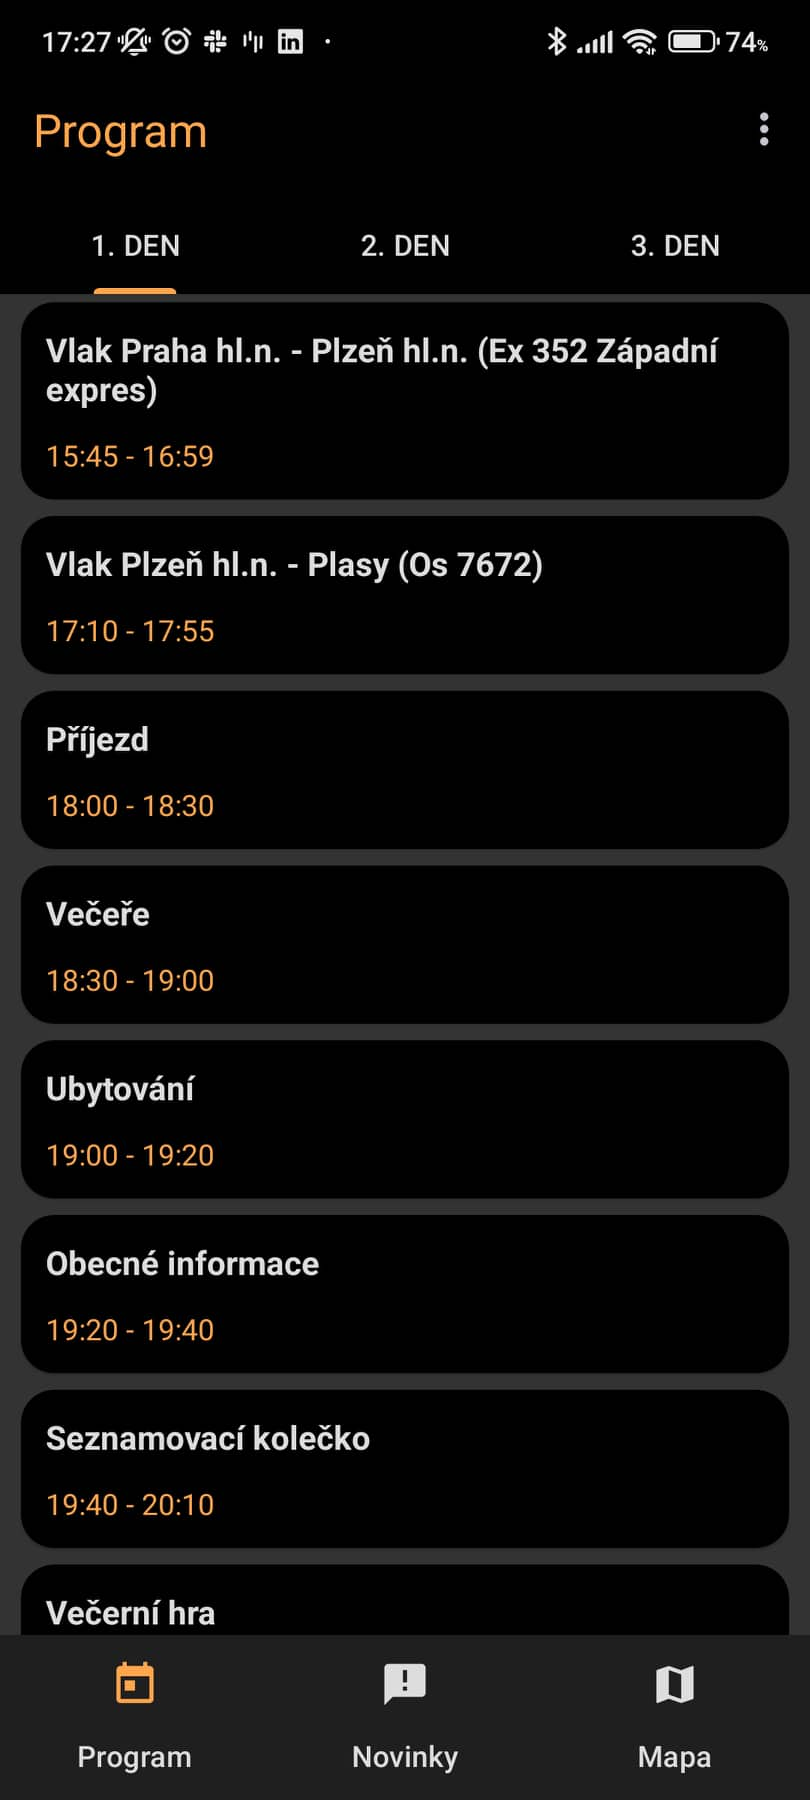 17:27 74%
Program
1. DEN 2. DEN 3. DEN
Vlak Praha hl.n. - Plzeň hl.n. (Ex 352 Západní
expres)
15:45 - 16:59
Vlak Plzeň hl.n. - Plasy (Os 7672)
17:10 - 17:55
Příjezd
18:00 - 18:30
Večeře
18:30 - 19:00
Ubytování
19:00 - 19:20
Obecné informace
19:20 - 19:40
Seznamovací kolečko
19:40 - 20:10
Večerní hra
Program Novinky Mapa